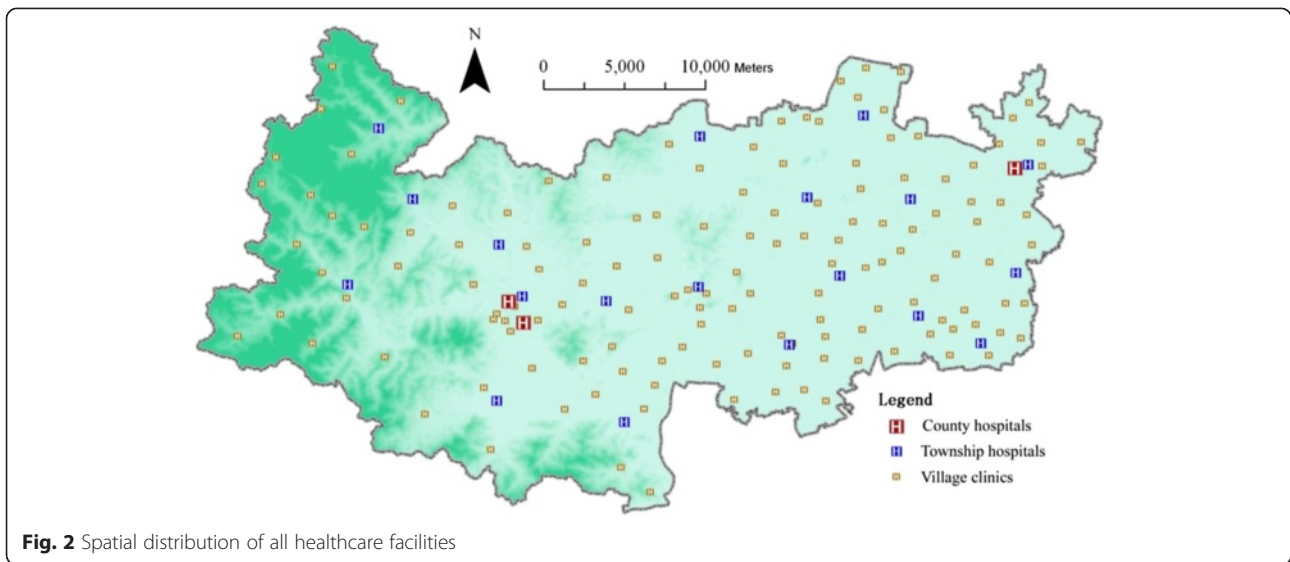 N
0 5,000 10,000 Meters
Legend
County hospitals
Township hospitals
Village clinics
Fig. 2 Spatial distribution of all healthcare facilities